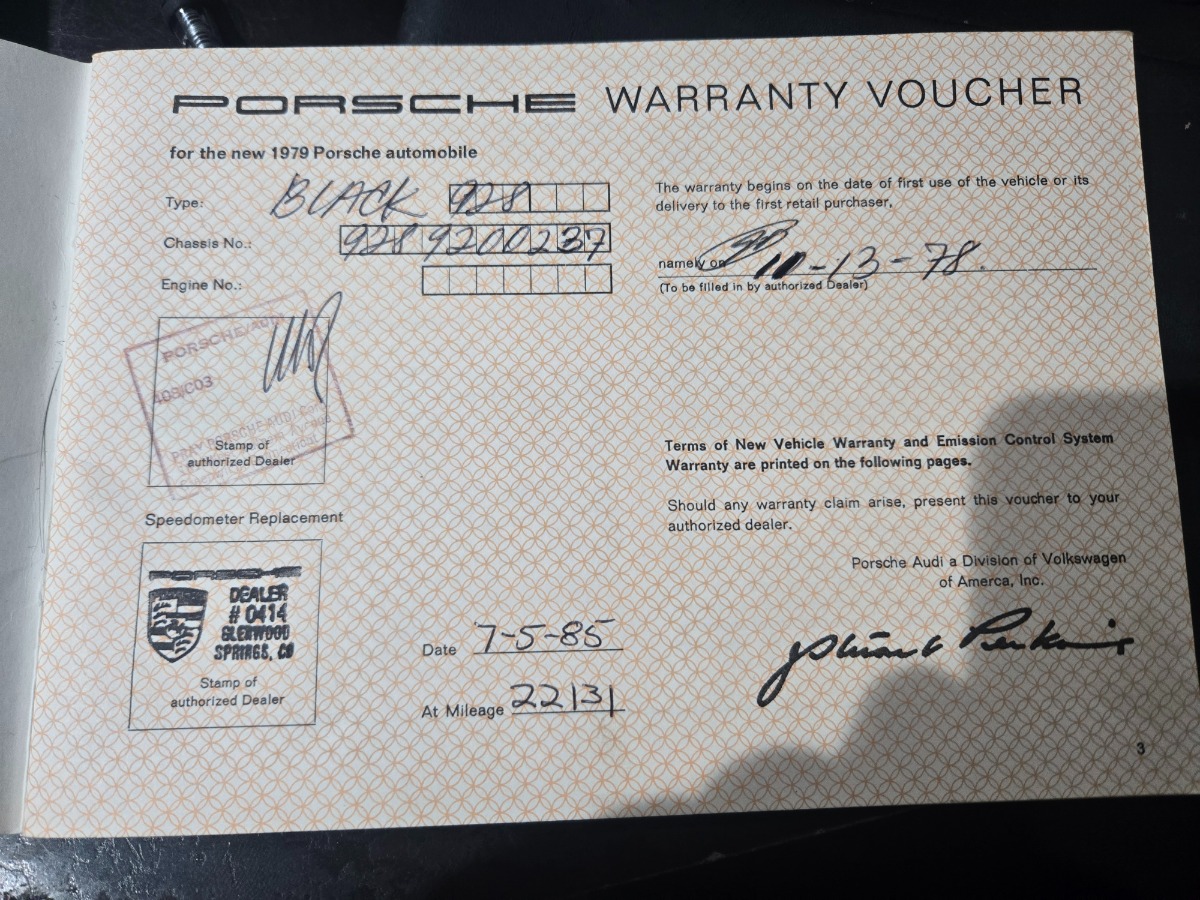 PORSCHE WARRANTY VOUCHER
for the new 1979 Porsche automobile
Type: BLACK 928
Chassis No.: 9289200237
Engine No.:
PORSCHE/AUDI
408/C03
PORSCHE AUDI
Stamp of
authorized Dealer
The warranty begins on the date of first use of the vehicle or its
delivery to the first retail purchaser,
namely on 10-13-78.
(To be filled in by authorized Dealer)
Terms of New Vehicle Warranty and Emission Control System
Warranty are printed on the following pages.
Should any warranty claim arise, present this voucher to your
authorized dealer.
Porsche Audi a Division of Volkswagen
of Amerca, Inc.
Speedometer Replacement
PORSCHE
DEALER
# 0414
GLENWOOD
SPRINGS, CO
Stamp of
authorized Dealer
Date 7-5-85
At Mileage 22131
3